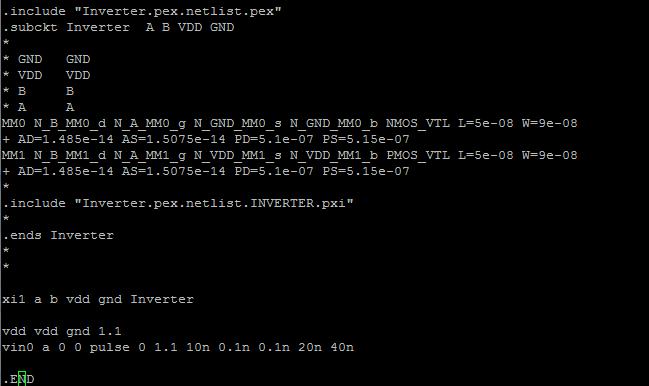 .include "Inverter.pex.netlist.pex"
.subckt Inverter  A B VDD GND
*
* GND   GND
* VDD   VDD
* B     B
* A     A
MM0 N_B_MM0_d N_A_MM0_g N_GND_MM0_s N_GND_MM0_b NMOS_VTL L=5e-08 W=9e-08
+ AD=1.485e-14 AS=1.5075e-14 PD=5.1e-07 PS=5.15e-07
MM1 N_B_MM1_d N_A_MM1_g N_VDD_MM1_s N_VDD_MM1_b PMOS_VTL L=5e-08 W=9e-08
+ AD=1.485e-14 AS=1.5075e-14 PD=5.1e-07 PS=5.15e-07
*
.include "Inverter.pex.netlist.INVERTER.pxi"
*
.ends Inverter
*
*
xi1 a b vdd gnd Inverter
vdd vdd gnd 1.1
vin0 a 0 0 pulse 0 1.1 10n 0.1n 0.1n 20n 40n
.END